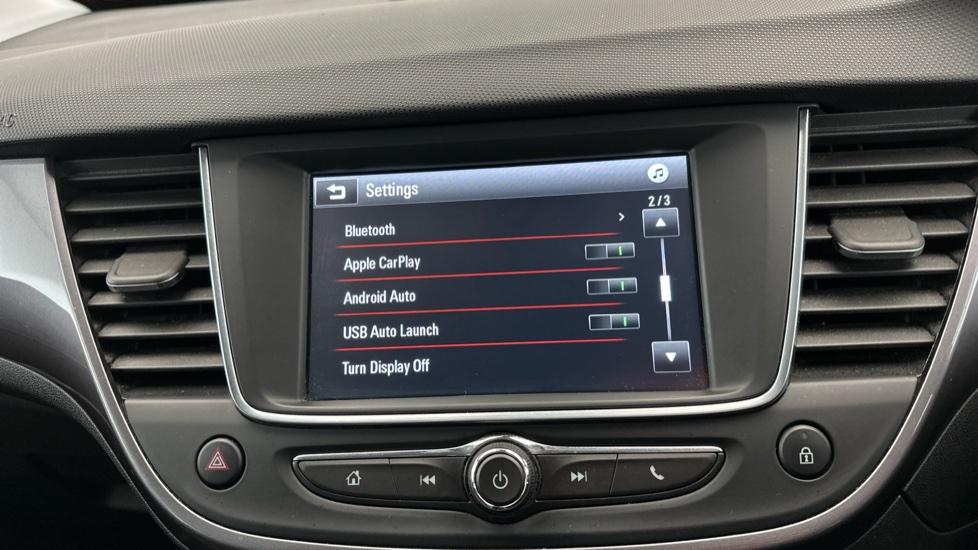 Settings
2/3
Bluetooth
Apple CarPlay
Android Auto
USB Auto Launch
Turn Display Off